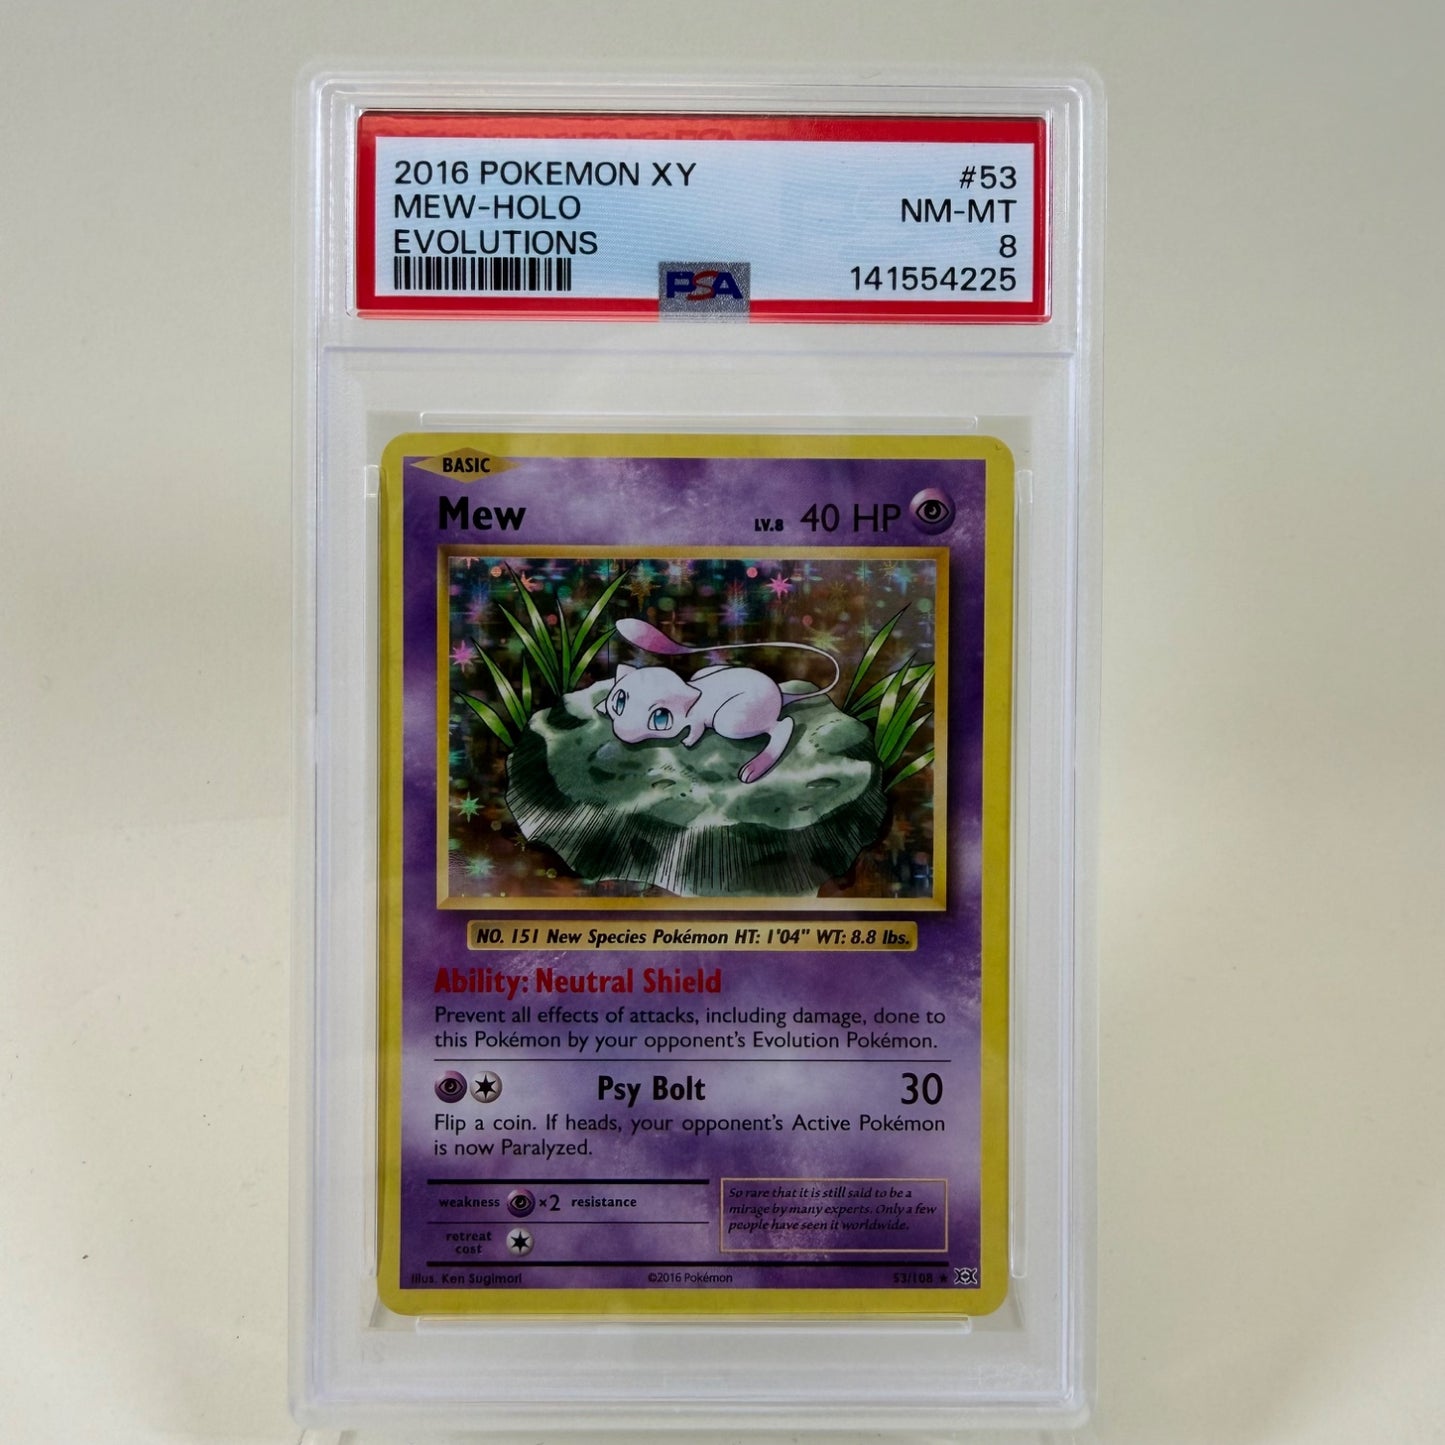 2016 POKEMON XY #53
MEW-HOLO NM-MT
EVOLUTIONS 8
PSA 141554225
BASIC
Mew LV.8 40 HP
NO. 151 New Species Pokémon HT: 1'04" WT: 8.8 lbs.
Ability: Neutral Shield
Prevent all effects of attacks, including damage, done to
this Pokémon by your opponent's Evolution Pokémon.
Psy Bolt 30
Flip a coin. If heads, your opponent's Active Pokémon
is now Paralyzed.
weakness ×2 resistance
retreat
cost
So rare that it is still said to be a
mirage by many experts. Only a few
people have seen it worldwide.
Illus. Ken Sugimori ©2016 Pokémon 53/108 ★